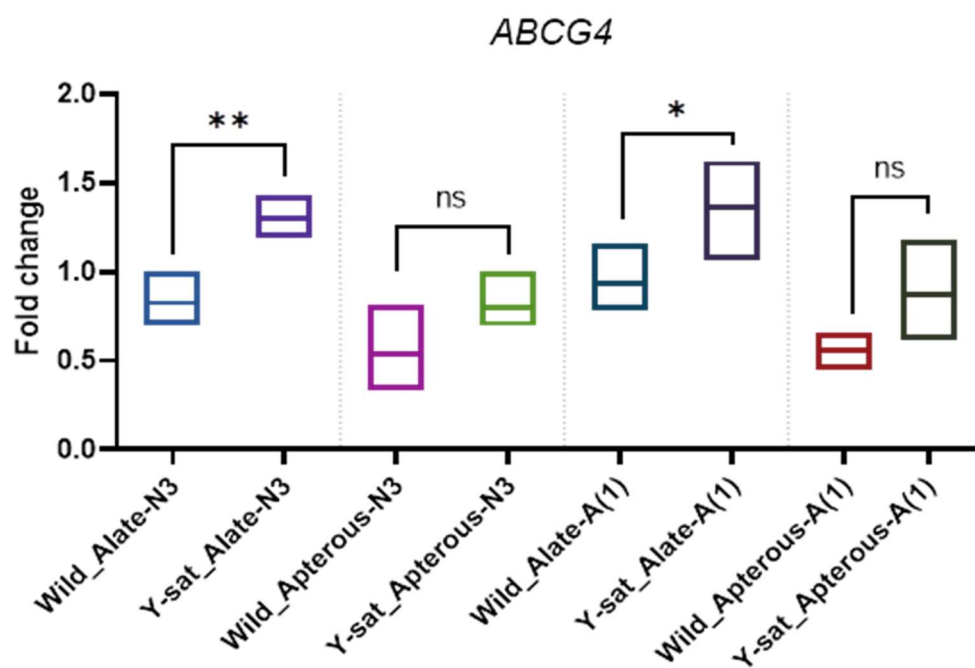 ABCG4
Fold change
2.0
1.5
1.0
0.5
0.0
**
ns
*
ns
Wild_Alate-N3
Y-sat_Alate-N3
Wild_Apterous-N3
Y-sat_Apterous-N3
Wild_Alate-A(1)
Y-sat_Alate-A(1)
Wild_Apterous-A(1)
Y-sat_Apterous-A(1)